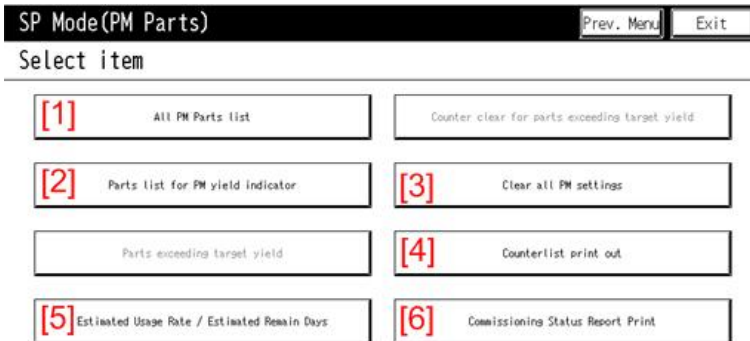 SP Mode(PM Parts)
Prev. Menu
Exit
Select item
[1] All PM Parts list
Counter clear for parts exceeding target yield
[2] Parts list for PM yield indicator
[3] Clear all PM settings
Parts exceeding target yield
[4] Counterlist print out
[5] Estimated Usage Rate / Estimated Remain Days
[6] Commissioning Status Report Print